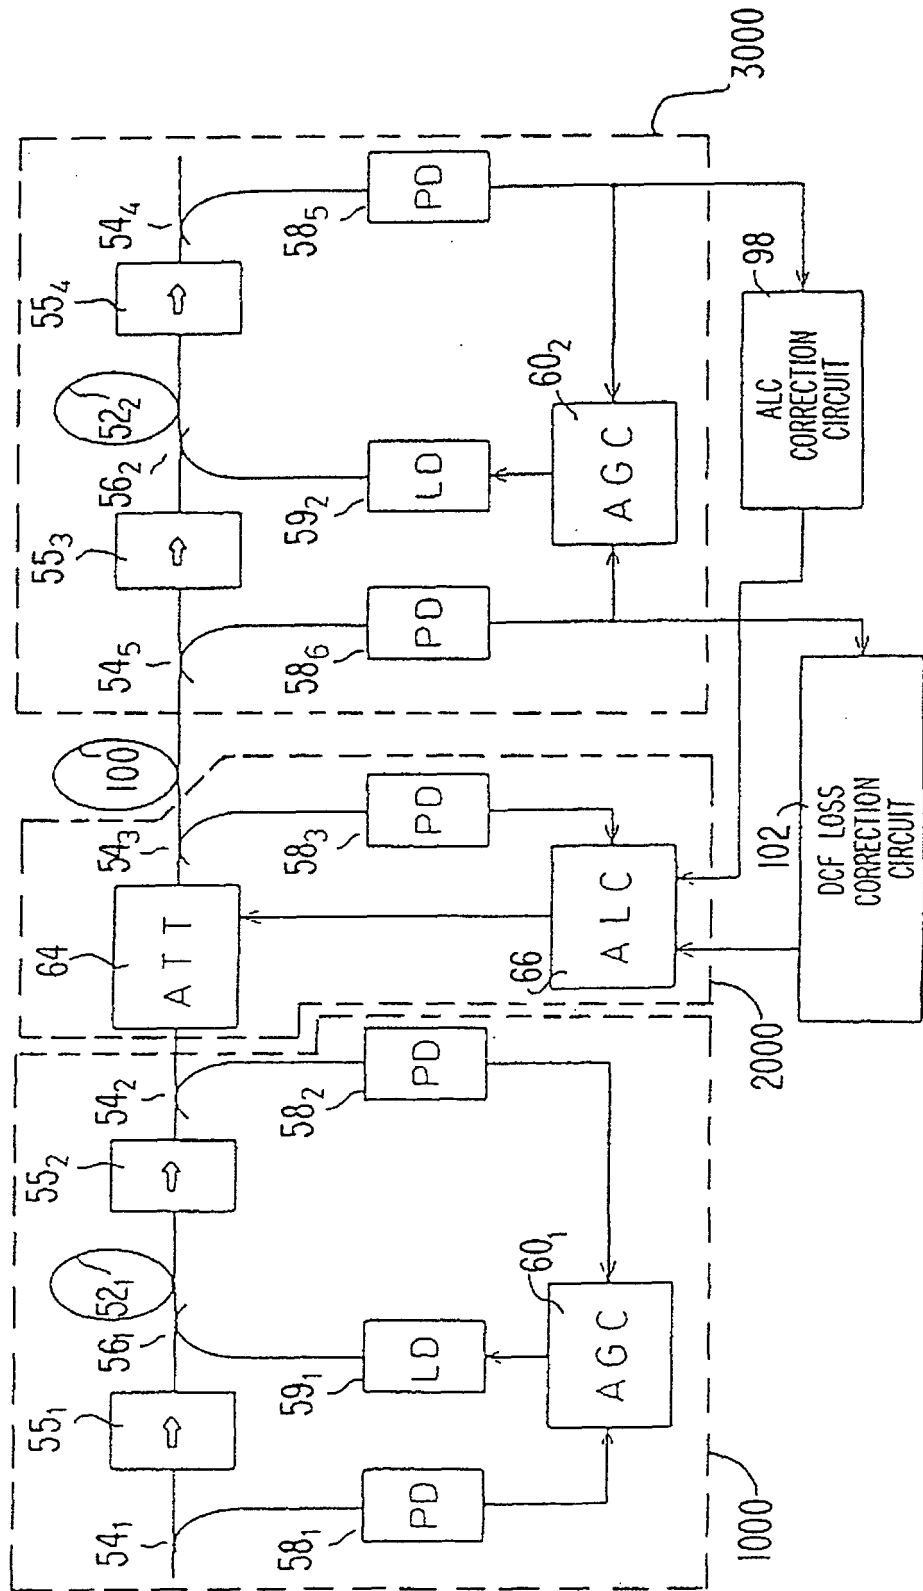 1000
54₁
55₁
56₁
52₁
55₂
54₂
58₁
PD
59₁
LD
58₂
PD
60₁
AGC
2000
64
ATT
54₃
58₃
PD
66
ALC
100
3000
54₅
55₃
56₂
52₂
55₄
54₄
58₆
PD
59₂
LD
58₅
PD
60₂
AGC
102
DCF LOSS
CORRECTION
CIRCUIT
98
ALC
CORRECTION
CIRCUIT